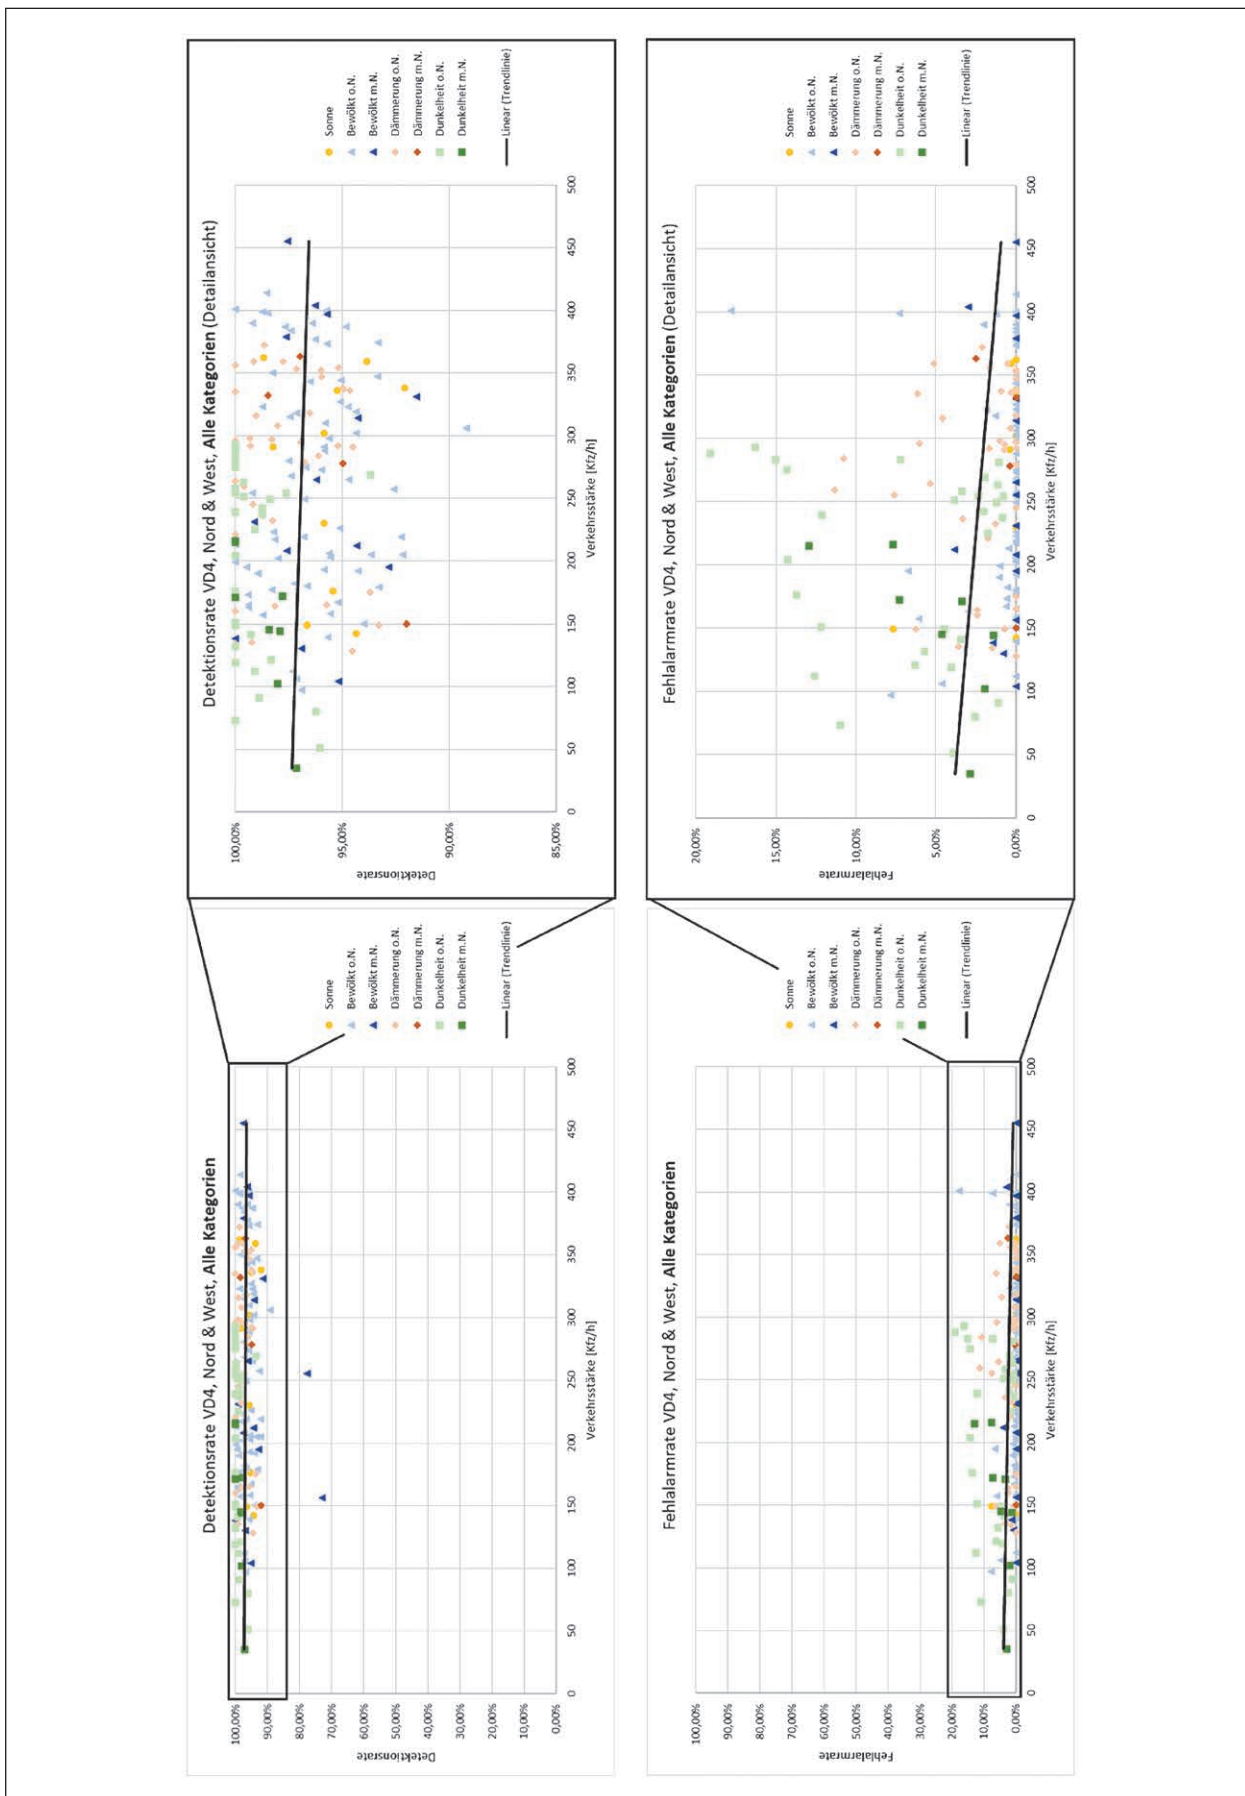 Detektionsrate VD4, Nord & West, Alle Kategorien
100,00%
90,00%
80,00%
70,00%
60,00%
50,00%
40,00%
30,00%
20,00%
10,00%
0,00%
Detektionsrate
0 50 100 150 200 250 300 350 400 450 500
Verkehrsstärke [Kfz/h]
Sonne
Bewölkt o.N.
Bewölkt m.N.
Dämmerung o.N.
Dämmerung m.N.
Dunkelheit o.N.
Dunkelheit m.N.
Linear (Trendlinie)
Detektionsrate VD4, Nord & West, Alle Kategorien (Detailansicht)
100,00%
95,00%
90,00%
85,00%
Detektionsrate
0 50 100 150 200 250 300 350 400 450 500
Verkehrsstärke [Kfz/h]
Sonne
Bewölkt o.N.
Bewölkt m.N.
Dämmerung o.N.
Dämmerung m.N.
Dunkelheit o.N.
Dunkelheit m.N.
Linear (Trendlinie)
Fehlalarmrate VD4, Nord & West, Alle Kategorien
100,00%
90,00%
80,00%
70,00%
60,00%
50,00%
40,00%
30,00%
20,00%
10,00%
0,00%
Fehlalarmrate
0 50 100 150 200 250 300 350 400 450 500
Verkehrsstärke [Kfz/h]
Sonne
Bewölkt o.N.
Bewölkt m.N.
Dämmerung o.N.
Dämmerung m.N.
Dunkelheit o.N.
Dunkelheit m.N.
Linear (Trendlinie)
Fehlalarmrate VD4, Nord & West, Alle Kategorien (Detailansicht)
20,00%
15,00%
10,00%
5,00%
0,00%
Fehlalarmrate
0 50 100 150 200 250 300 350 400 450 500
Verkehrsstärke [Kfz/h]
Sonne
Bewölkt o.N.
Bewölkt m.N.
Dämmerung o.N.
Dämmerung m.N.
Dunkelheit o.N.
Dunkelheit m.N.
Linear (Trendlinie)